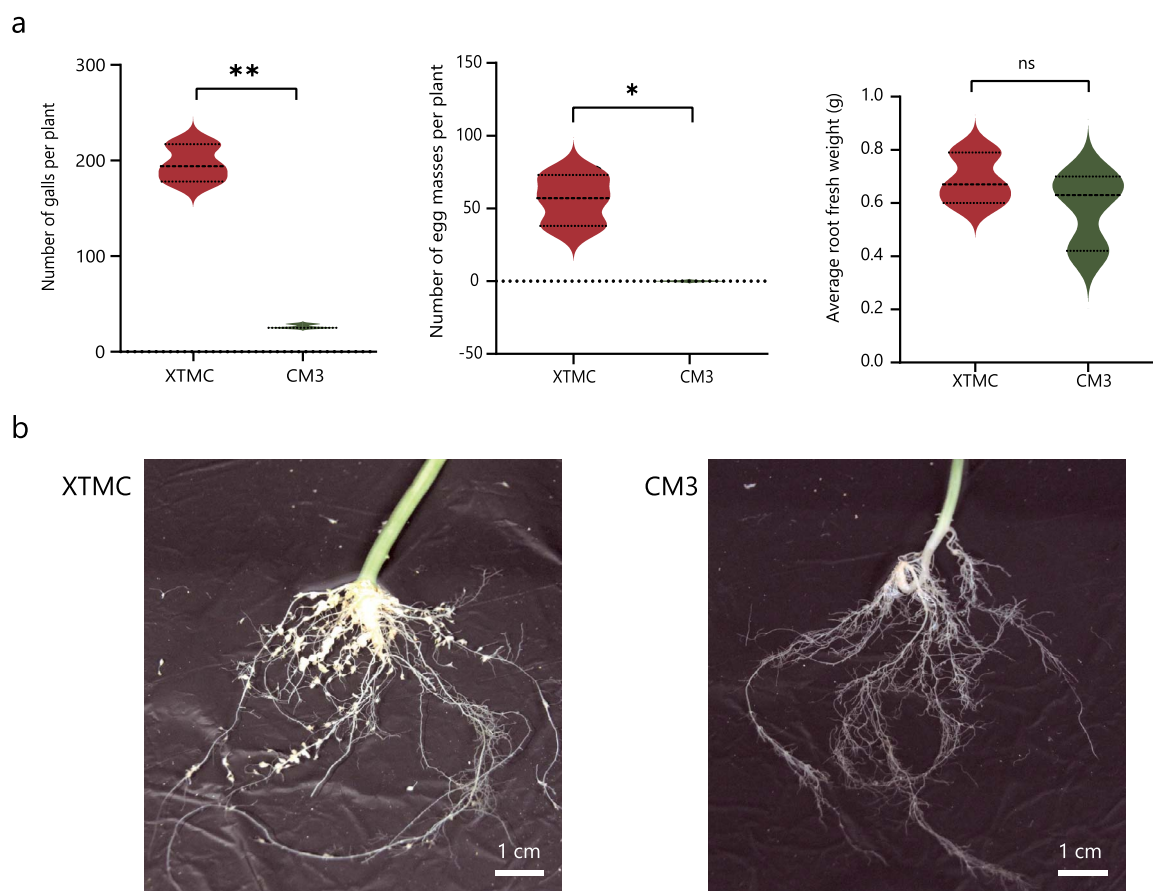 a
Number of galls per plant
300
200
100
0
**
XTMC
CM3
Number of egg masses per plant
150
100
50
0
-50
*
XTMC
CM3
Average root fresh weight (g)
1.0
0.8
0.6
0.4
0.2
0.0
ns
XTMC
CM3
b
XTMC
1 cm
CM3
1 cm